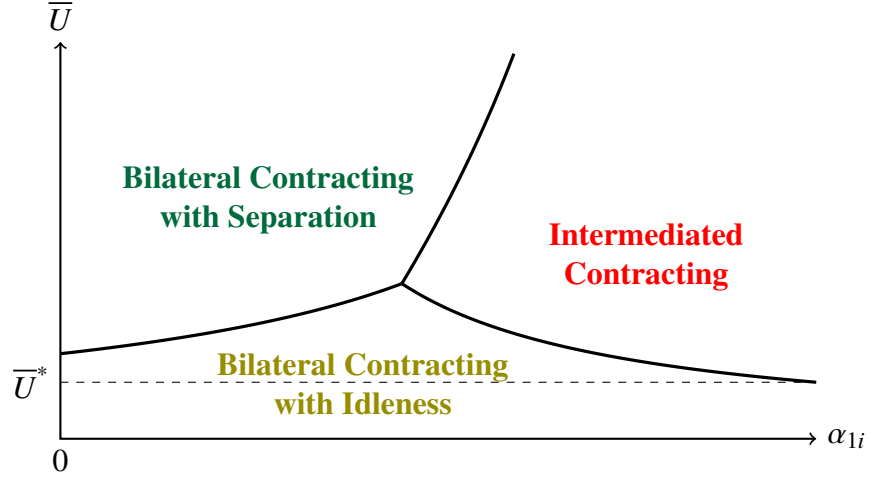 U̅
Bilateral Contracting
with Separation
Intermediated
Contracting
Bilateral Contracting
with Idleness
U̅*
α1i
0